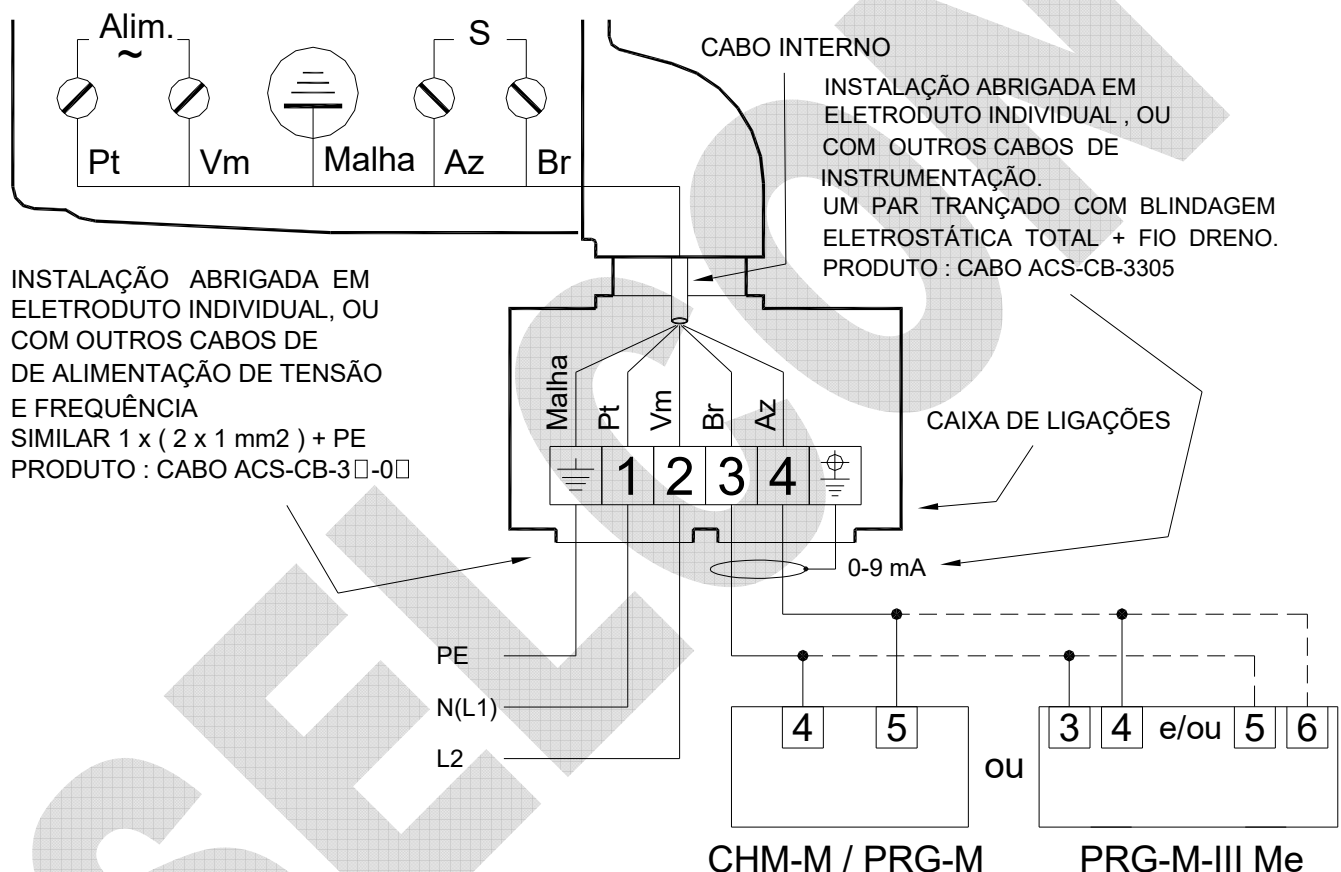 Alim.
~
S
Pt
Vm
Malha
Az
Br
CABO INTERNO
INSTALAÇÃO ABRIGADA EM
ELETRODUTO INDIVIDUAL , OU
COM OUTROS CABOS DE
INSTRUMENTAÇÃO.
UM PAR TRANÇADO COM BLINDAGEM
ELETROSTÁTICA TOTAL + FIO DRENO.
PRODUTO : CABO ACS-CB-3305
INSTALAÇÃO ABRIGADA EM
ELETRODUTO INDIVIDUAL, OU
COM OUTROS CABOS DE
DE ALIMENTAÇÃO DE TENSÃO
E FREQUÊNCIA
SIMILAR 1 x ( 2 x 1 mm2 ) + PE
PRODUTO : CABO ACS-CB-3□-0□
Malha
Pt
Vm
Br
Az
1 2 3 4
CAIXA DE LIGAÇÕES
0-9 mA
PE
N(L1)
L2
4 5
ou
3 4 e/ou 5 6
CHM-M / PRG-M
PRG-M-III Me
SELCON